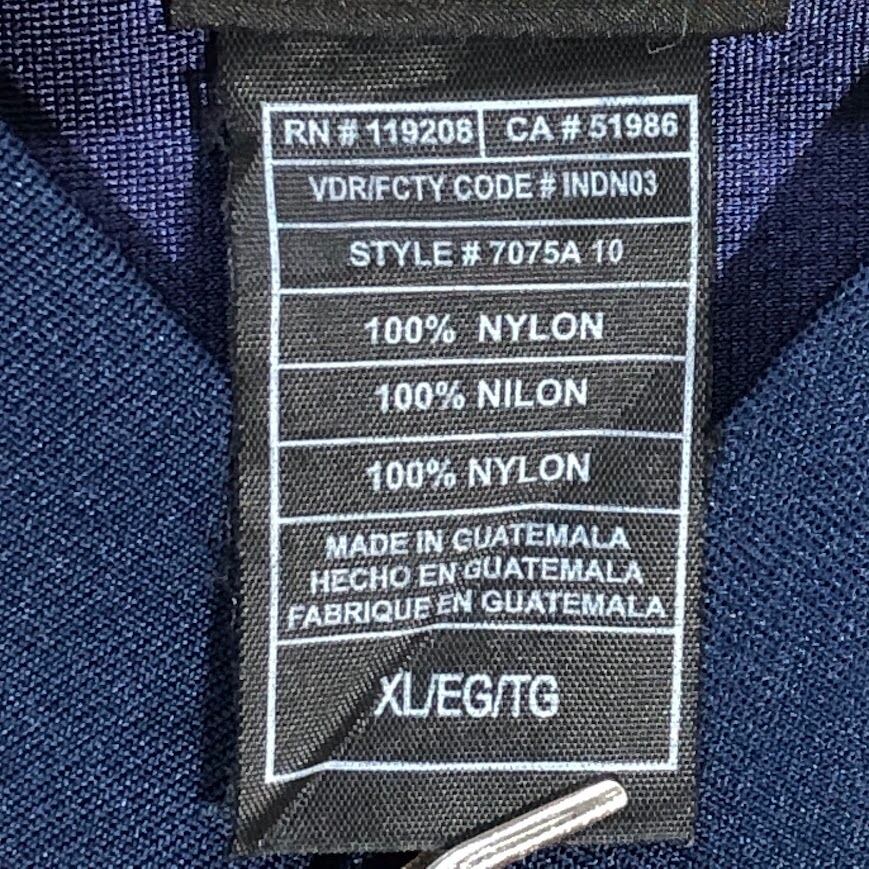 RN # 119208 CA # 51986
VDR/FCTY CODE # INDN03
STYLE # 7075A 10
100% NYLON
100% NILON
100% NYLON
MADE IN GUATEMALA
HECHO EN GUATEMALA
FABRIQUE EN GUATEMALA
XL/EG/TG